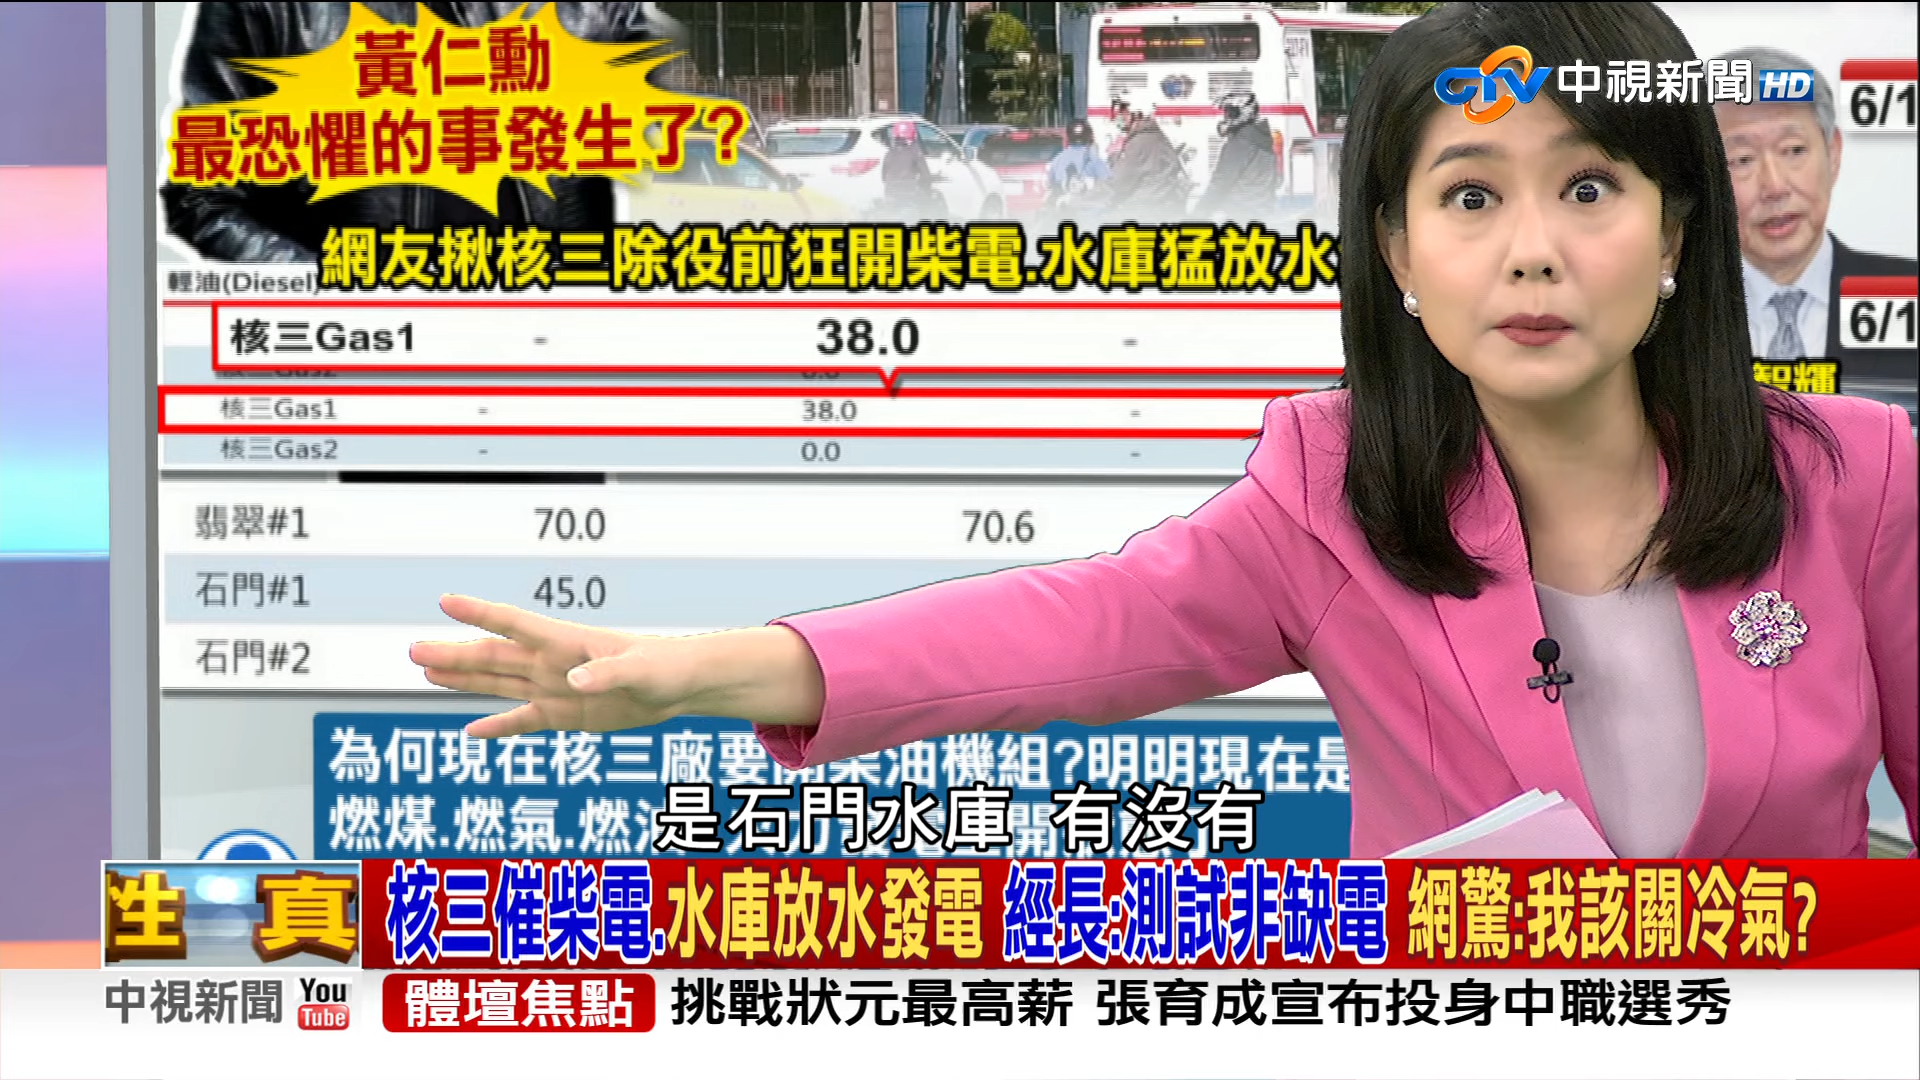 黃仁勳
最恐懼的事發生了?
中視新聞HD
6/1
網友揪核三除役前狂開柴電.水庫猛放水
輕油(Diesel)
核三Gas1 - 38.0 -
核三Gas1 - 38.0 -
核三Gas2 - 0.0 -
6/1
智輝
翡翠#1 70.0 70.6
石門#1 45.0
石門#2
為何現在核三廠要開柴油機組?明明現在是
燃煤.燃氣.燃油
是石門水庫 有沒有
性 真
核三催柴電.水庫放水發電 經長:測試非缺電 網驚:我該關冷氣?
中視新聞 YouTube
體壇焦點 挑戰狀元最高薪 張育成宣布投身中職選秀